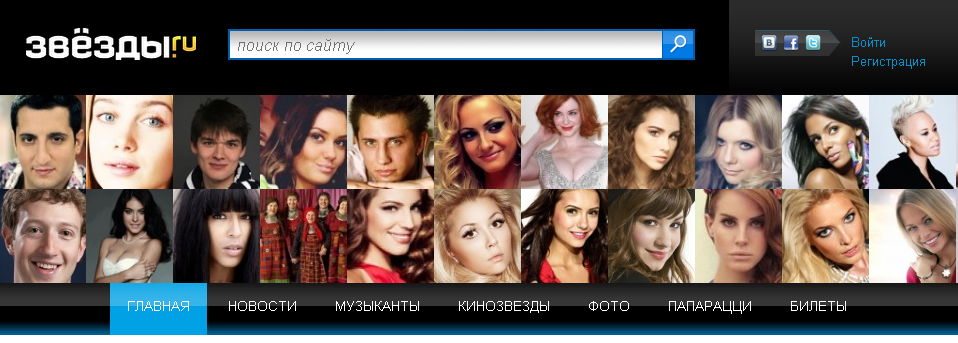 звёзды.ru
поиск по сайту
Войти
Регистрация
ГЛАВНАЯ НОВОСТИ МУЗЫКАНТЫ КИНОЗВЕЗДЫ ФОТО ПАПАРАЦЦИ БИЛЕТЫ